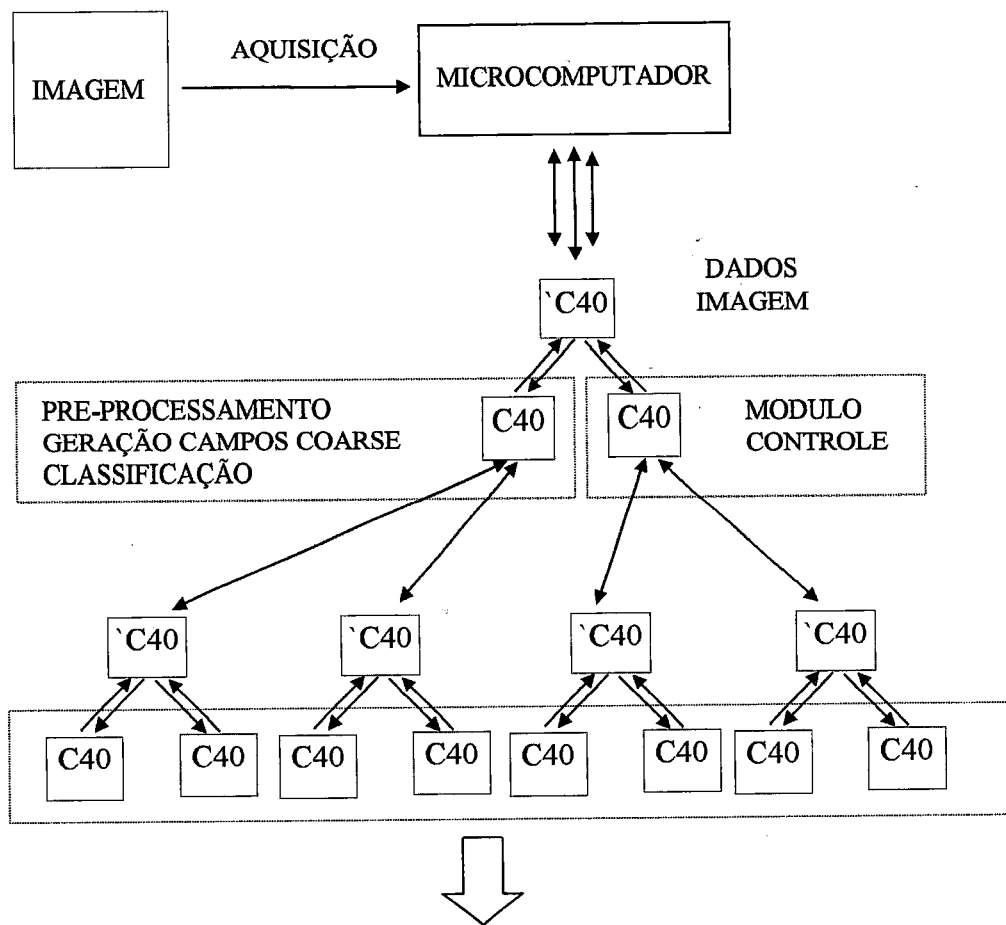 IMAGEM
AQUISIÇÃO
MICROCOMPUTADOR
DADOS
IMAGEM
`C40
PRE-PROCESSAMENTO
GERAÇÃO CAMPOS COARSE
CLASSIFICAÇÃO
C40
C40
MODULO
CONTROLE
`C40
`C40
`C40
`C40
C40
C40
C40
C40
C40
C40
C40
C40